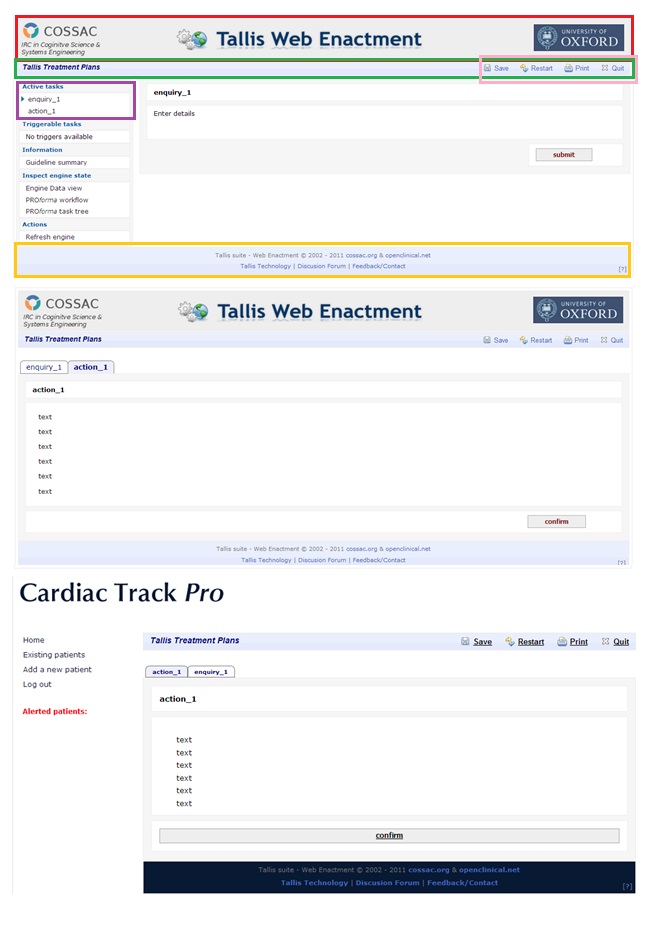 COSSAC
IRC in Coginitve Science &
Systems Engineering
Tallis Web Enactment
UNIVERSITY OF
OXFORD
Tallis Treatment Plans
Save Restart Print Quit
Active tasks
enquiry_1
action_1
Triggerable tasks
No triggers available
Information
Guideline summary
Inspect engine state
Engine Data view
PROforma workflow
PROforma task tree
Actions
Refresh engine
enquiry_1
Enter details
submit
Tallis suite - Web Enactment © 2002 - 2011 cossac.org & openclinical.net
Tallis Technology | Discusion Forum | Feedback/Contact
[?]
COSSAC
IRC in Cognitive Science &
Systems Engineering
Tallis Web Enactment
UNIVERSITY OF
OXFORD
Tallis Treatment Plans
Save Restart Print Quit
enquiry_1 action_1
action_1
text
text
text
text
text
text
confirm
Tallis suite - Web Enactment © 2002 - 2011 cossac.org & openclinical.net
Tallis Technology | Discusion Forum | Feedback/Contact
[?]
Cardiac Track Pro
Home
Existing patients
Add a new patient
Log out
Alerted patients:
Tallis Treatment Plans
Save Restart Print Quit
action_1 enquiry_1
action_1
text
text
text
text
text
text
confirm
Tallis suite - Web Enactment © 2002 - 2011 cossac.org & openclinical.net
Tallis Technology | Discusion Forum | Feedback/Contact
[?]